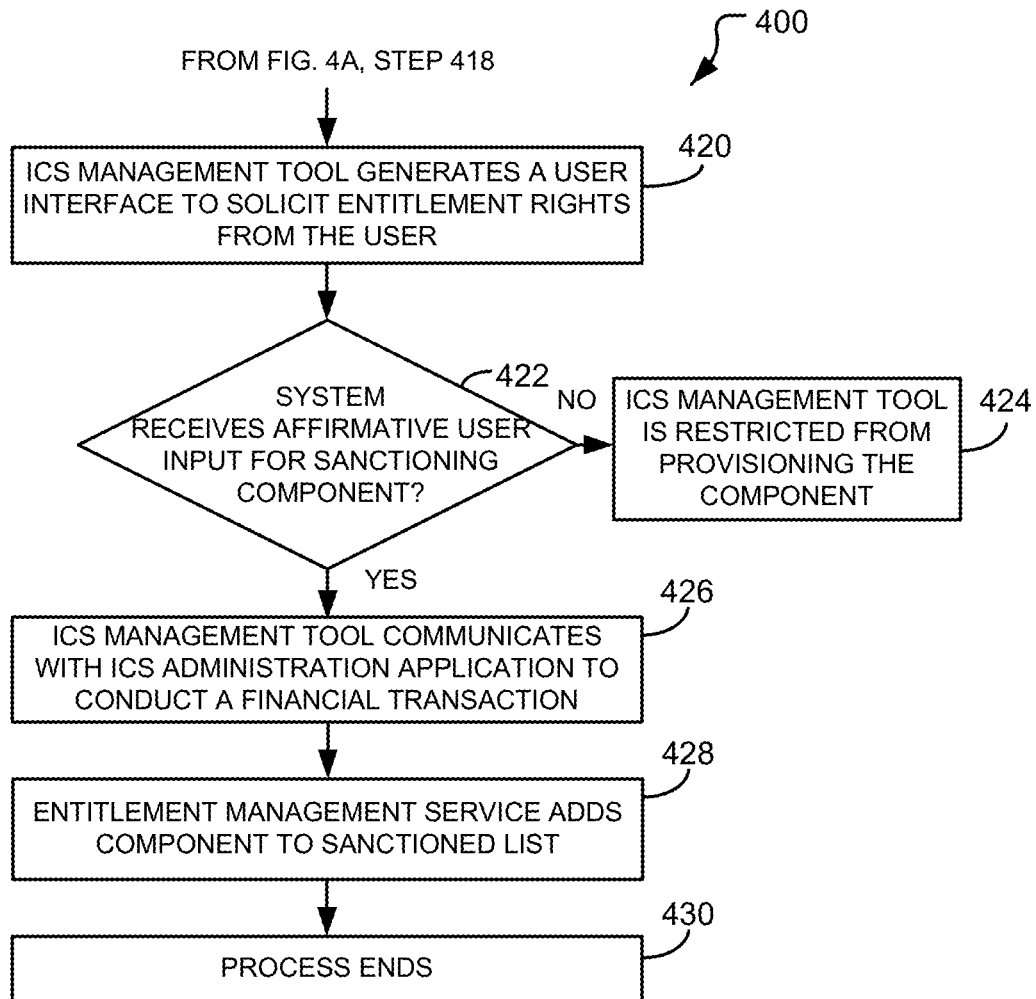 400
FROM FIG. 4A, STEP 418
420
ICS MANAGEMENT TOOL GENERATES A USER
INTERFACE TO SOLICIT ENTITLEMENT RIGHTS
FROM THE USER
422
SYSTEM
RECEIVES AFFIRMATIVE USER
INPUT FOR SANCTIONING
COMPONENT?
NO
ICS MANAGEMENT TOOL
IS RESTRICTED FROM
PROVISIONING THE
COMPONENT
424
YES
426
ICS MANAGEMENT TOOL COMMUNICATES
WITH ICS ADMINISTRATION APPLICATION TO
CONDUCT A FINANCIAL TRANSACTION
428
ENTITLEMENT MANAGEMENT SERVICE ADDS
COMPONENT TO SANCTIONED LIST
430
PROCESS ENDS